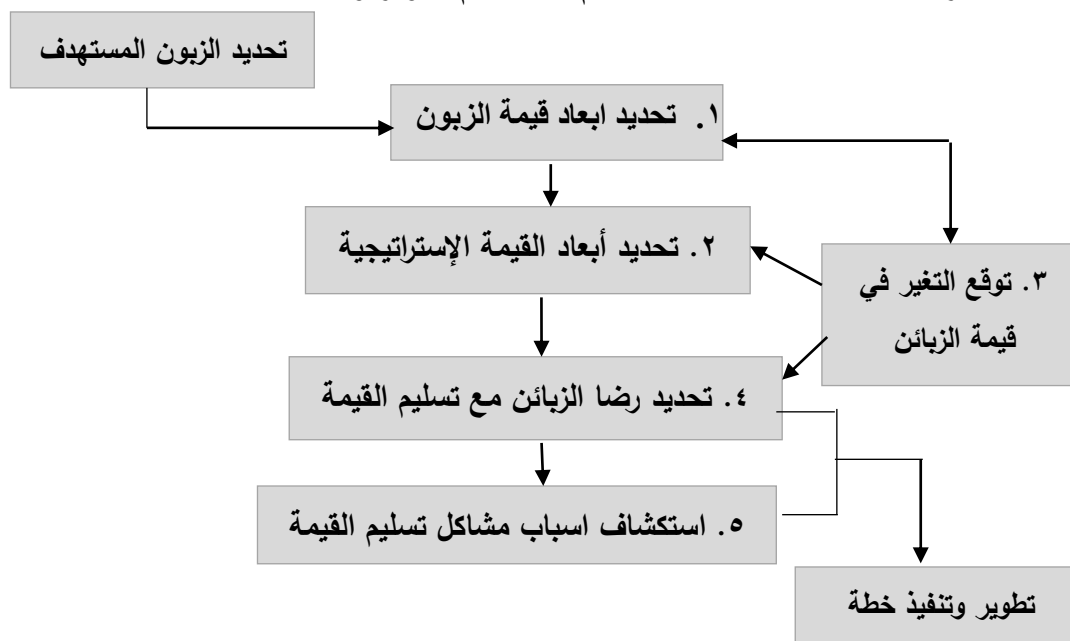 تحديد الزبون المستهدف
١. تحديد ابعاد قيمة الزبون
٢. تحديد أبعاد القيمة الإستراتيجية
٣. توقع التغير في
قيمة الزبائن
٤. تحديد رضا الزبائن مع تسليم القيمة
٥. استكشاف اسباب مشاكل تسليم القيمة
تطوير وتنفيذ خطة